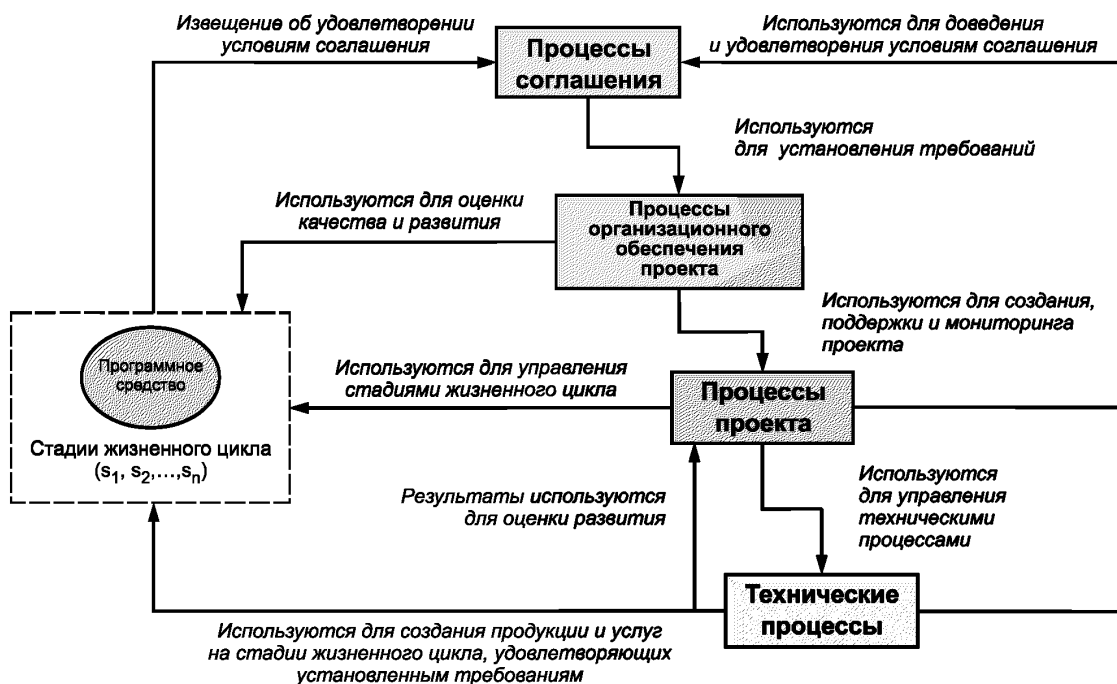 Извещение об удовлетворении
условиям соглашения
Процессы
соглашения
Используются для доведения
и удовлетворения условиям соглашения
Используются
для установления требований
Используются для оценки
качества и развития
Процессы
организационного
обеспечения
проекта
Используются для создания,
поддержки и мониторинга
проекта
Программное
средство
Стадии жизненного цикла
(s1, s2,...,sn)
Используются для управления
стадиями жизненного цикла
Процессы
проекта
Результаты используются
для оценки развития
Используются
для управления
техническими
процессами
Технические
процессы
Используются для создания продукции и услуг
на стадии жизненного цикла, удовлетворяющих
установленным требованиям